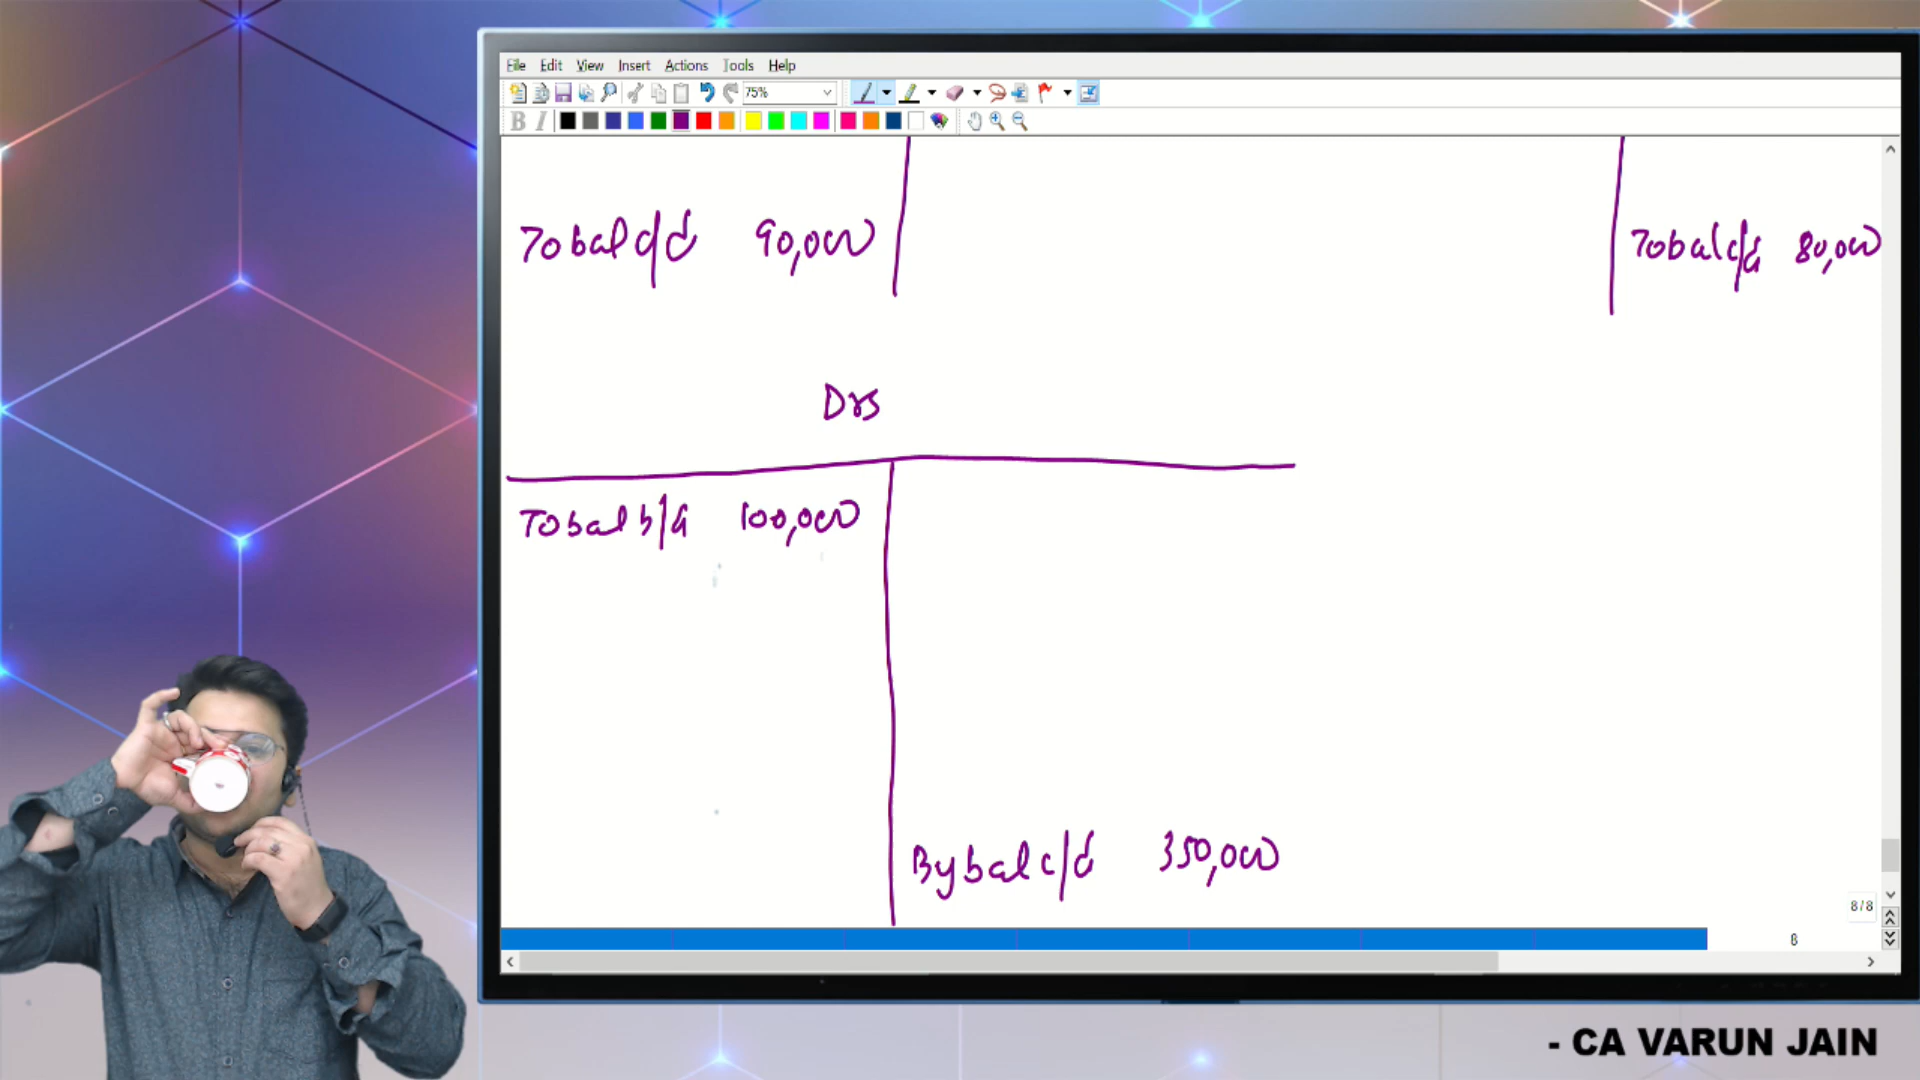 File Edit View Insert Actions Tools Help
75%
B I
To bal c/d 90,000
To bal c/d 80,000
Drs
To bal b/d 100,000
By bal c/d 350,000
8/8
8
- CA VARUN JAIN